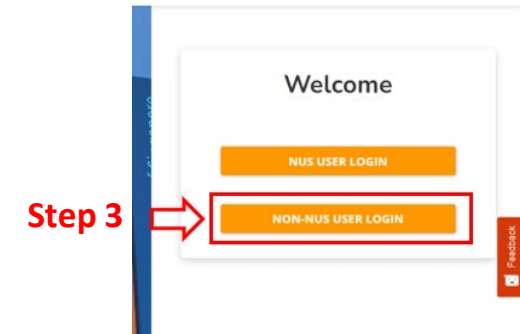 Welcome
NUS USER LOGIN
Step 3
NON-NUS USER LOGIN
Feedback